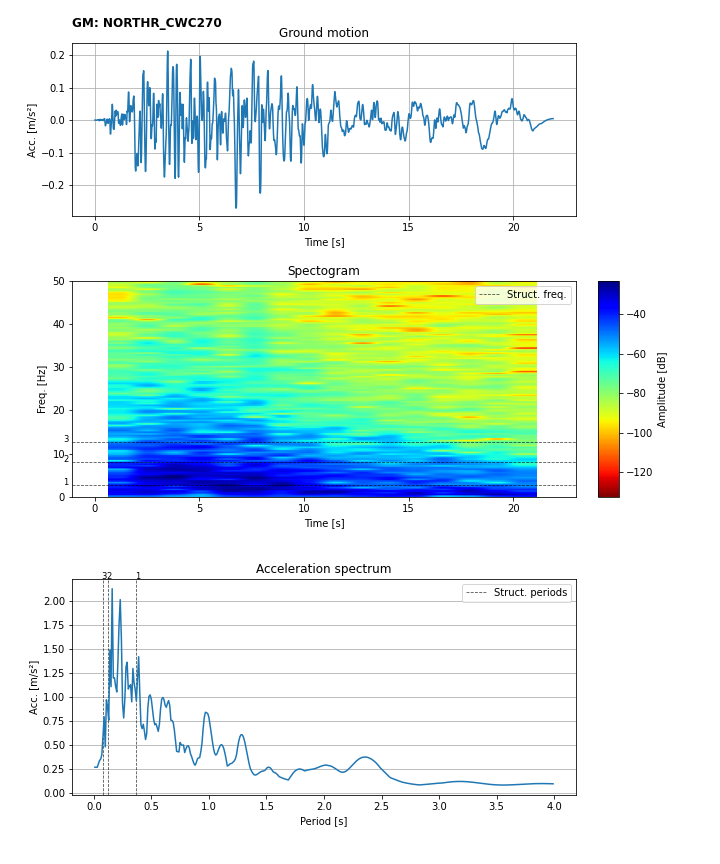 GM: NORTHR_CWC270
Ground motion
0.2
0.1
0.0
−0.1
−0.2
Acc. [m/s²]
0 5 10 15 20
Time [s]
Spectogram
50
40
30
20
10
0
3
2
1
Freq. [Hz]
Struct. freq.
0 5 10 15 20
Time [s]
−40
−60
−80
−100
−120
Amplitude [dB]
Acceleration spectrum
3 2 1
2.00
1.75
1.50
1.25
1.00
0.75
0.50
0.25
0.00
Acc. [m/s²]
Struct. periods
0.0 0.5 1.0 1.5 2.0 2.5 3.0 3.5 4.0
Period [s]